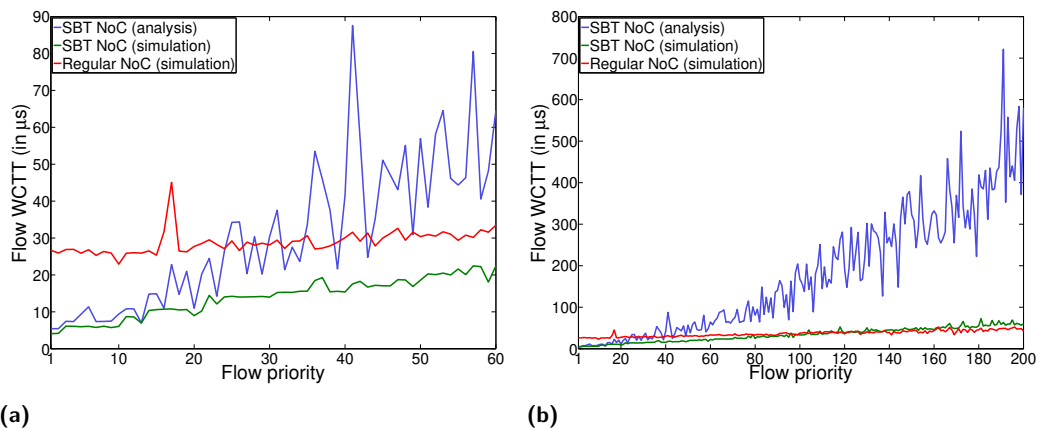 90
80
70
60
50
40
30
20
10
0
Flow WCTT (in µs)
SBT NoC (analysis)
SBT NoC (simulation)
Regular NoC (simulation)
1 10 20 30 40 50 60
Flow priority
(a)
800
700
600
500
400
300
200
100
0
Flow WCTT (in µs)
SBT NoC (analysis)
SBT NoC (simulation)
Regular NoC (simulation)
1 20 40 60 80 100 120 140 160 180 200
Flow priority
(b)